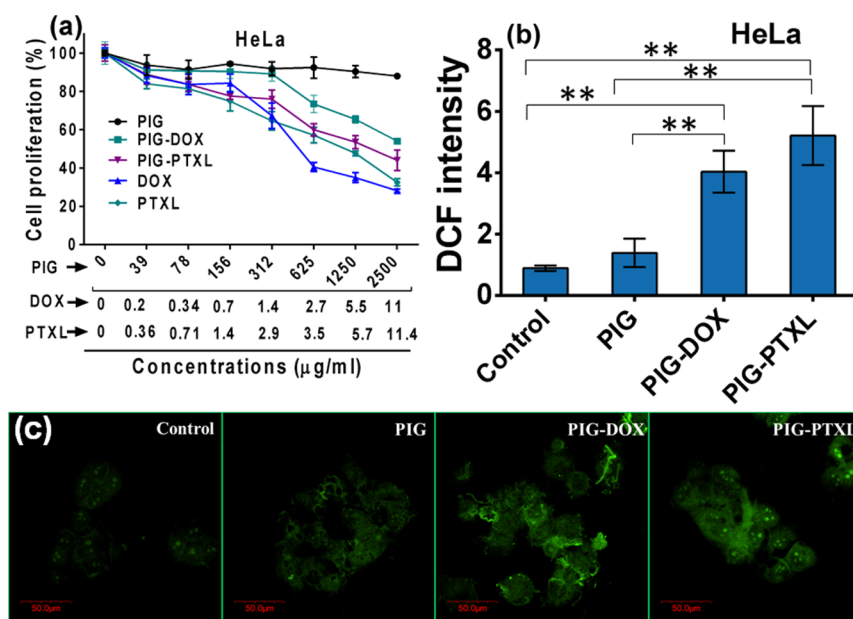 (a)
HeLa
Cell proliferation (%)
100
80
60
40
20
0
PIG
PIG-DOX
PIG-PTXL
DOX
PTXL
PIG 0 39 78 156 312 625 1250 2500
DOX 0 0.2 0.34 0.7 1.4 2.7 5.5 11
PTXL 0 0.36 0.71 1.4 2.9 3.5 5.7 11.4
Concentrations (μg/ml)
(b)
HeLa
DCF intensity
8
6
4
2
0
**
**
**
**
Control
PIG
PIG-DOX
PIG-PTXL
(c)
Control
PIG
PIG-DOX
PIG-PTXL
50.0μm
50.0μm
50.0μm
50.0μm